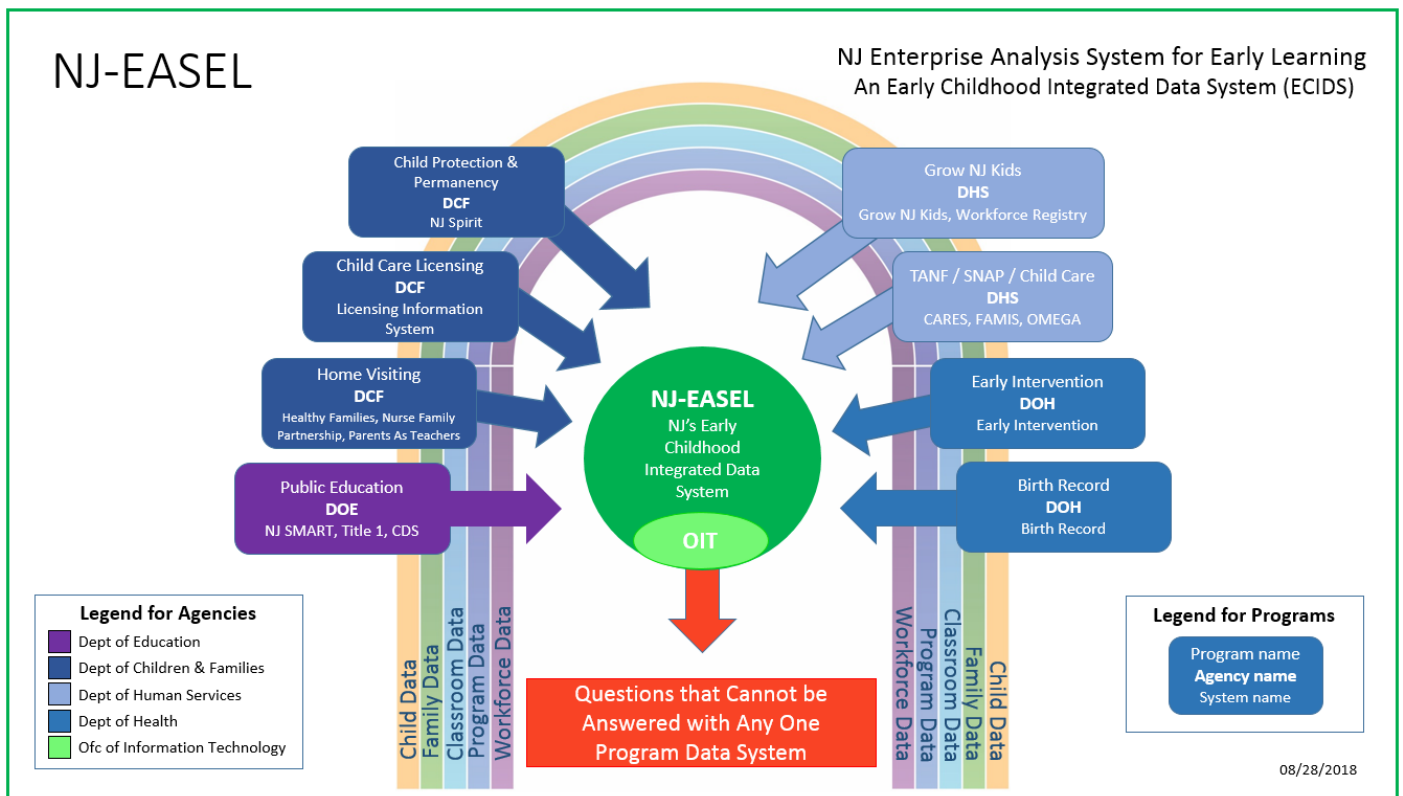 NJ-EASEL
NJ Enterprise Analysis System for Early Learning
An Early Childhood Integrated Data System (ECIDS)
Child Protection &
Permanency
DCF
NJ Spirit
Child Care Licensing
DCF
Licensing Information
System
Home Visiting
DCF
Healthy Families, Nurse Family
Partnership, Parents As Teachers
Public Education
DOE
NJ SMART, Title 1, CDS
Grow NJ Kids
DHS
Grow NJ Kids, Workforce Registry
TANF / SNAP / Child Care
DHS
CARES, FAMIS, OMEGA
Early Intervention
DOH
Early Intervention
Birth Record
DOH
Birth Record
NJ-EASEL
NJ's Early
Childhood
Integrated Data
System
OIT
Questions that Cannot be
Answered with Any One
Program Data System
Child Data
Family Data
Classroom Data
Program Data
Workforce Data
Workforce Data
Program Data
Classroom Data
Family Data
Child Data
Legend for Agencies
Dept of Education
Dept of Children & Families
Dept of Human Services
Dept of Health
Ofc of Information Technology
Legend for Programs
Program name
Agency name
System name
08/28/2018